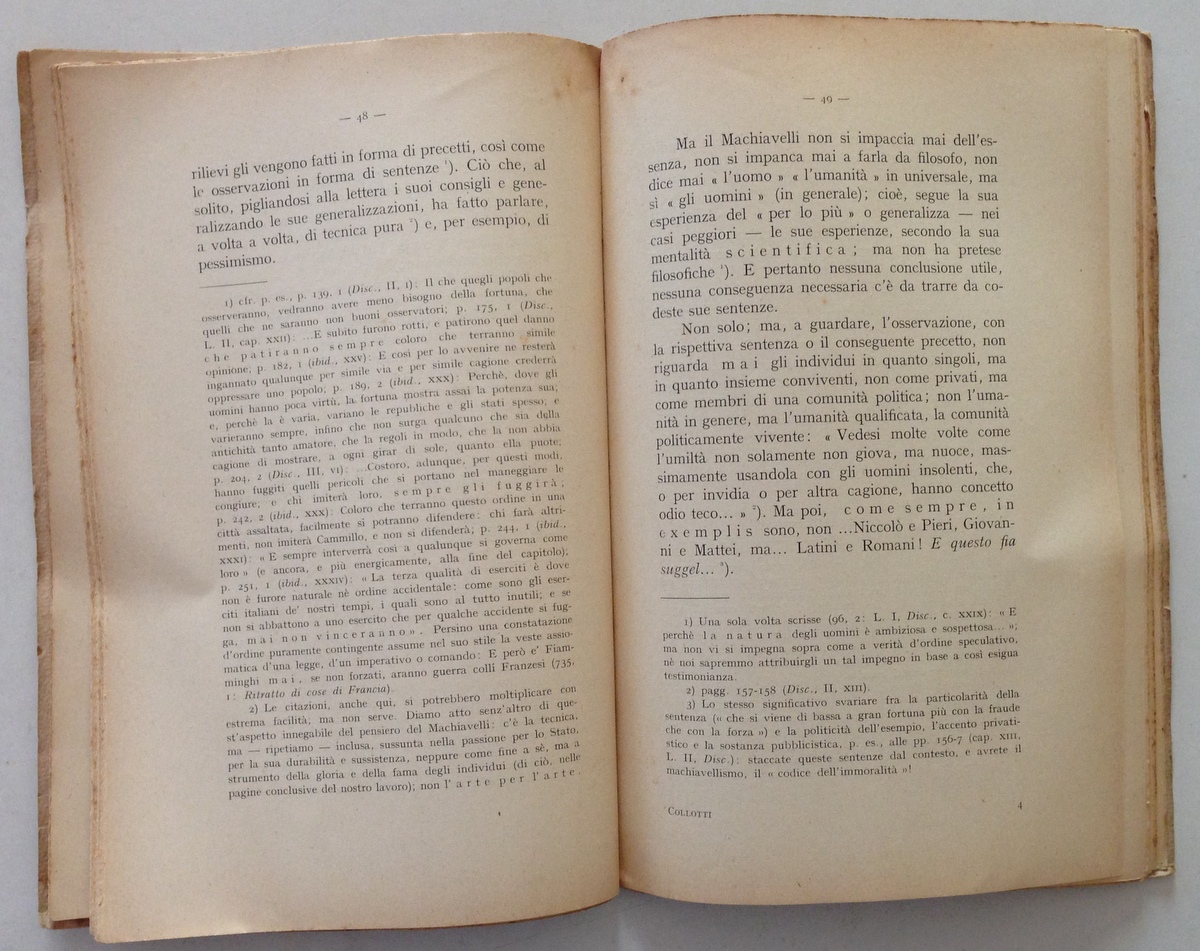 — 48 —
rilievi gli vengono fatti in forma di precetti, così come
le osservazioni in forma di sentenze ¹). Ciò che, al
solito, pigliandosi alla lettera i suoi consigli e gene-
ralizzando le sue generalizzazioni, ha fatto parlare,
a volta a volta, di tecnica pura ²) e, per esempio, di
pessimismo.
1) cfr. p. es., p. 139, 1 (Disc., II, 1): Il che quegli popoli che
osserveranno, vedranno avere meno bisogno della fortuna, che
quelli che ne saranno non buoni osservatori; p. 175, 1 (Disc.,
L. II, cap. XXII): ...E subito furono rotti, e patirono quel danno
che patiranno sempre coloro che terranno simile
opinione; p. 182, 1 (ibid., XXV): E così per lo avvenire ne resterà
ingannato qualunque per simile via e per simile cagione crederrà
oppressare uno popolo; p. 189, 2 (ibid., XXX): Perchè, dove gli
uomini hanno poca virtù, la fortuna mostra assai la potenza sua;
e, perchè la è varia, variano le republiche e gli stati spesso; e
varieranno sempre, infino che non surga qualcuno che sia della
antichità tanto amatore, che la regoli in modo, che la non abbia
cagione di mostrare, a ogni girar di sole, quanto ella puote;
p. 204, 2 (Disc., III, VI): ...Costoro, adunque, per questi modi,
hanno fuggiti quelli pericoli che si portano nel maneggiare le
congiure, e chi imiterà loro, sempre gli fuggirà;
p. 242, 2 (ibid., XXX): Coloro che terranno questo ordine in una
città assaltata, facilmente si potranno difendere: chi farà altri-
menti, non imiterà Cammillo, e non si difenderà; p. 244, 1 (ibid.,
XXXI): « E sempre interverrà così a qualunque si governa come
loro » (e ancora, e più energicamente, alla fine del capitolo);
p. 251, 1 (ibid., XXXIV): « La terza qualità di eserciti è dove
non è furore naturale nè ordine accidentale: come sono gli eser-
citi italiani de' nostri tempi, i quali sono al tutto inutili; e se
non si abbattono a uno esercito che per qualche accidente si fug-
ga, mai non vinceranno». Persino una constatazione
d'ordine puramente contingente assume nel suo stile la veste assio-
matica d'una legge, d'un imperativo o comando: E però e' Fiam-
minghi mai, se non forzati, aranno guerra colli Franzesi (735,
1: Ritratto di cose di Francia).
2) Le citazioni, anche qui, si potrebbero moltiplicare con
estrema facilità; ma non serve. Diamo atto senz'altro di que-
st'aspetto innegabile del pensiero del Machiavelli: c'è la tecnica,
ma — ripetiamo — inclusa, sussunta nella passione per lo Stato,
per la sua durabilità e sussistenza, neppure come fine a sè, ma a
strumento della gloria e della fama degli individui (di ciò, nelle
pagine conclusive del nostro lavoro); non l'arte per l'arte.
— 49 —
Ma il Machiavelli non si impaccia mai dell'es-
senza, non si impanca mai a farla da filosofo, non
dice mai « l'uomo » « l'umanità » in universale, ma
sì « gli uomini » (in generale); cioè, segue la sua
esperienza del « per lo più » o generalizza — nei
casi peggiori — le sue esperienze, secondo la sua
mentalità scientifica; ma non ha pretese
filosofiche ¹). E pertanto nessuna conclusione utile,
nessuna conseguenza necessaria c'è da trarre da co-
deste sue sentenze.
Non solo; ma, a guardare, l'osservazione, con
la rispettiva sentenza o il conseguente precetto, non
riguarda mai gli individui in quanto singoli, ma
in quanto insieme conviventi, non come privati, ma
come membri di una comunità politica; non l'uma-
nità in genere, ma l'umanità qualificata, la comunità
politicamente vivente: « Vedesi molte volte come
l'umiltà non solamente non giova, ma nuoce, mas-
simamente usandola con gli uomini insolenti, che,
o per invidia o per altra cagione, hanno concetto
odio teco... » ²). Ma poi, come sempre, in
exemplis sono, non ...Niccolò e Pieri, Giovan-
ni e Mattei, ma... Latini e Romani! E questo fia
suggel... ³).
1) Una sola volta scrisse (96, 2: L. I, Disc., c. XXIX): « E
perchè la natura degli uomini è ambiziosa e sospettosa... »;
ma non vi si impegna sopra come a verità d'ordine speculativo,
nè noi sapremmo attribuirgli un tal impegno in base a così esigua
testimonianza.
2) pagg. 157-158 (Disc., II, XIII).
3) Lo stesso significativo svariare fra la particolarità della
sentenza (« che si viene di bassa a gran fortuna più con la fraude
che con la forza ») e la politicità dell'esempio, l'accento privati-
stico e la sostanza pubblicistica, p. es., alle pp. 156-7 (cap. XIII,
L. II, Disc.): staccate queste sentenze dal contesto, e avrete il
machiavellismo, il « codice dell'immoralità »!
COLLOTTI
4